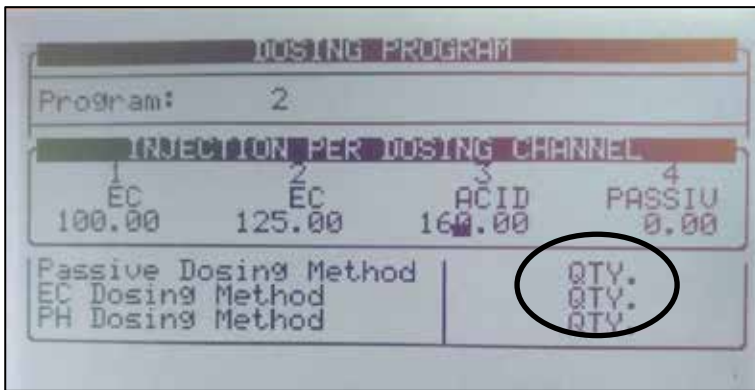 DOSING PROGRAM
Program: 2
INJECTION PER DOSING CHANNEL
1 2 3 4
EC EC ACID PASSIV
100.00 125.00 160.00 0.00
Passive Dosing Method QTY.
EC Dosing Method QTY.
PH Dosing Method QTY.